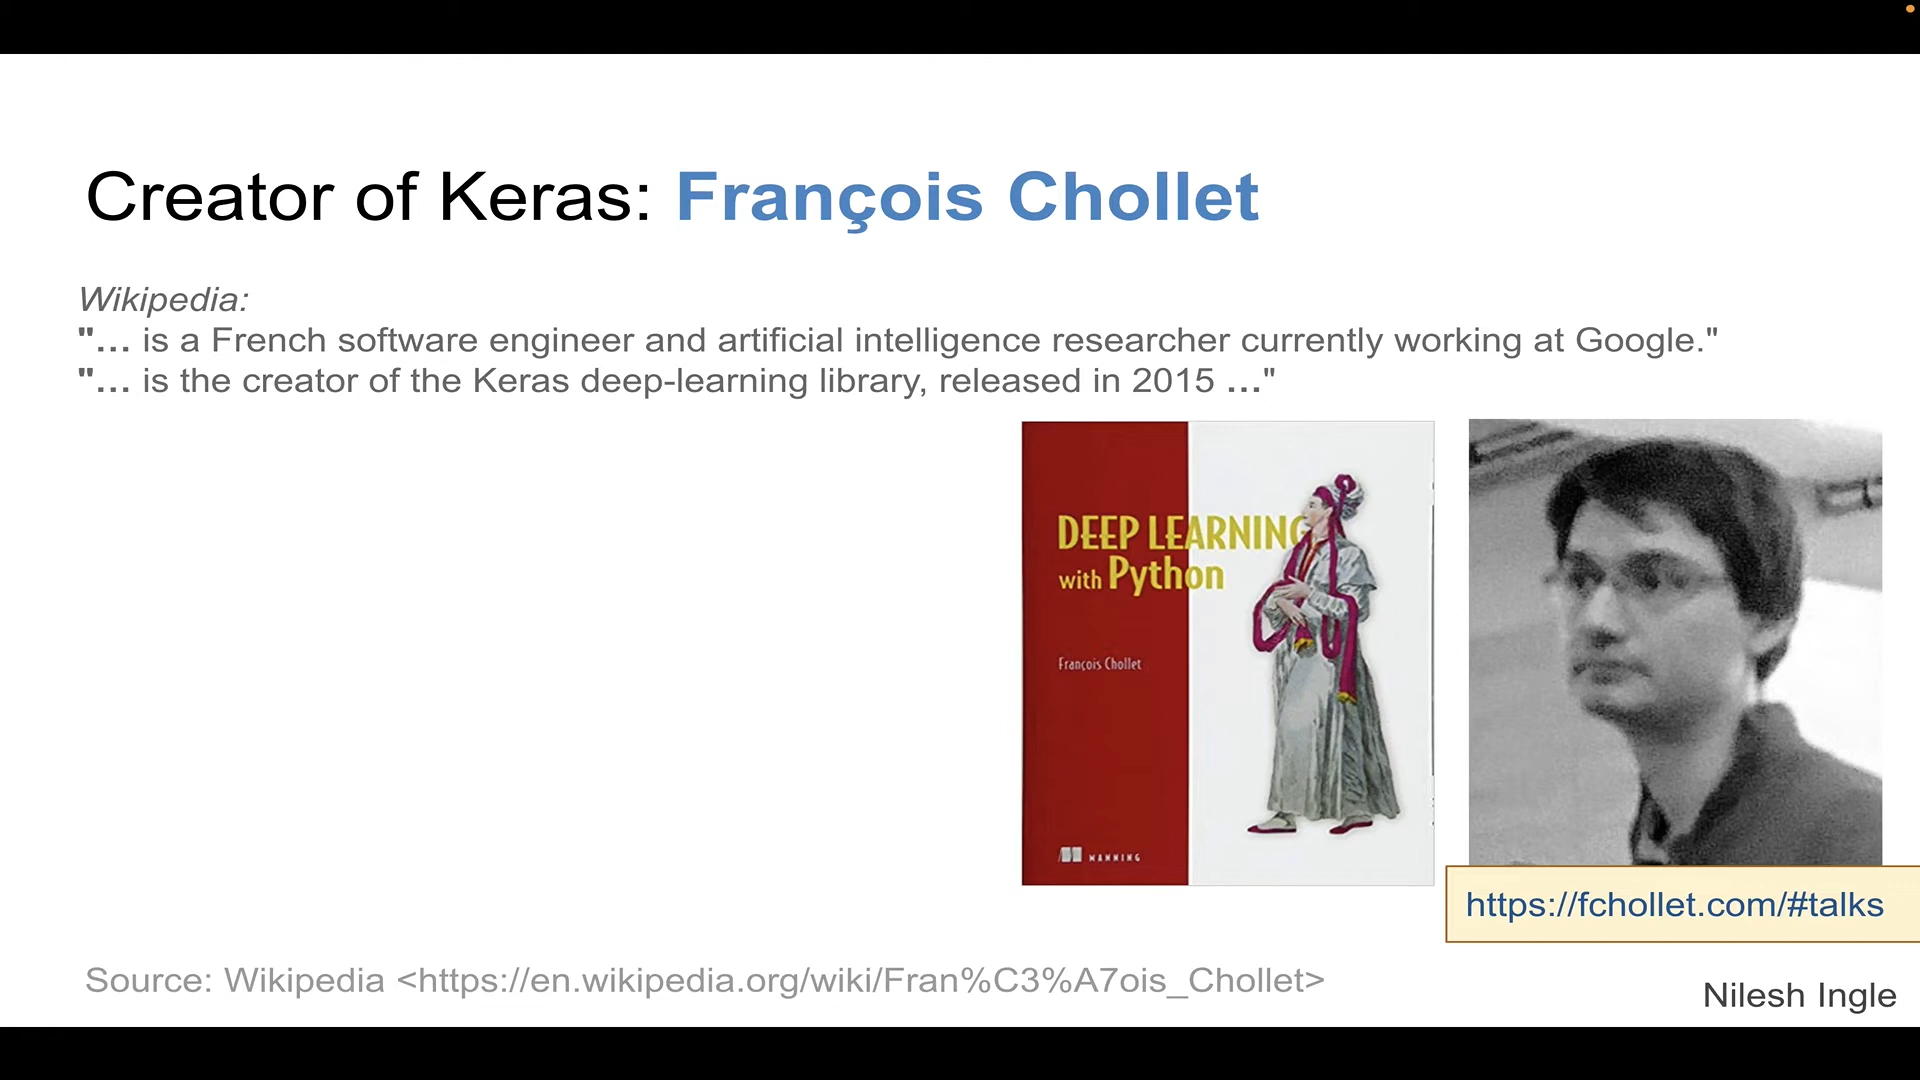 Creator of Keras: François Chollet
Wikipedia:
"... is a French software engineer and artificial intelligence researcher currently working at Google."
"... is the creator of the Keras deep-learning library, released in 2015 ..."
DEEP LEARNING
with Python
François Chollet
MANNING
https://fchollet.com/#talks
Source: Wikipedia <https://en.wikipedia.org/wiki/Fran%C3%A7ois_Chollet>
Nilesh Ingle